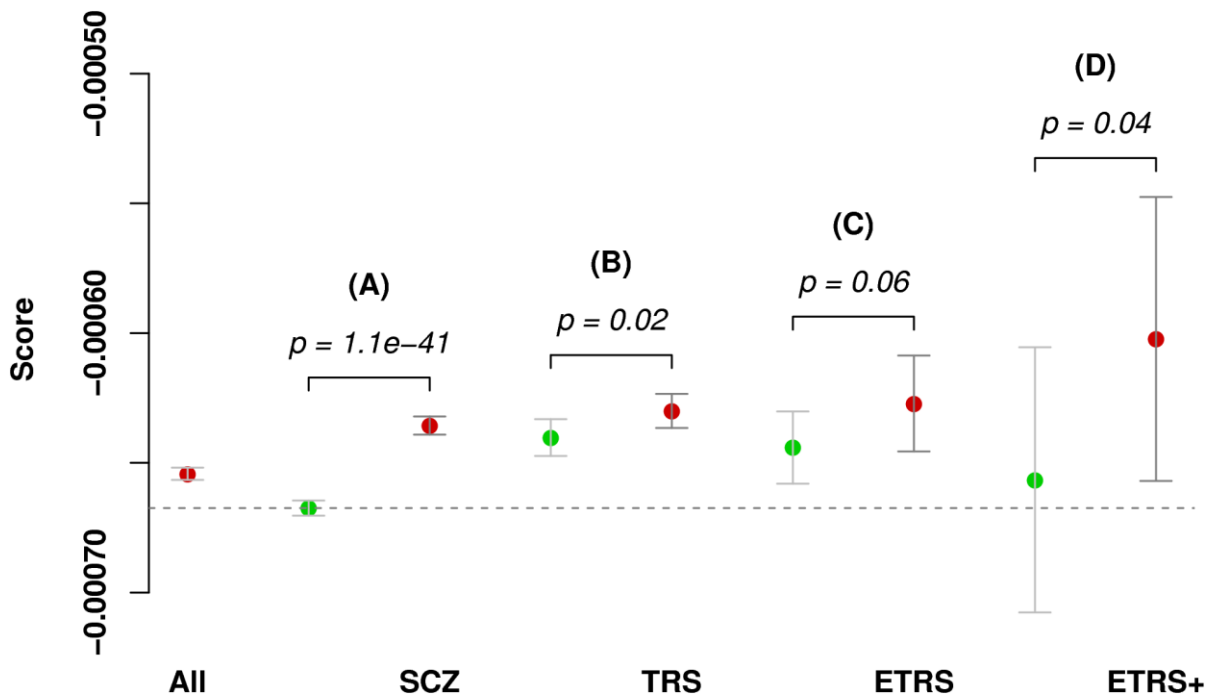 (D)
p = 0.04
(C)
p = 0.06
(B)
p = 0.02
(A)
p = 1.1e−41
Score
−0.00050
−0.00060
−0.00070
All SCZ TRS ETRS ETRS+